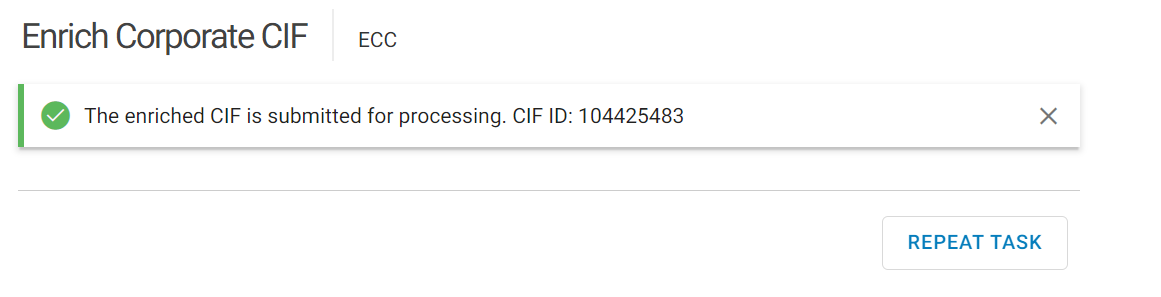 Enrich Corporate CIF
ECC
The enriched CIF is submitted for processing. CIF ID: 104425483
REPEAT TASK